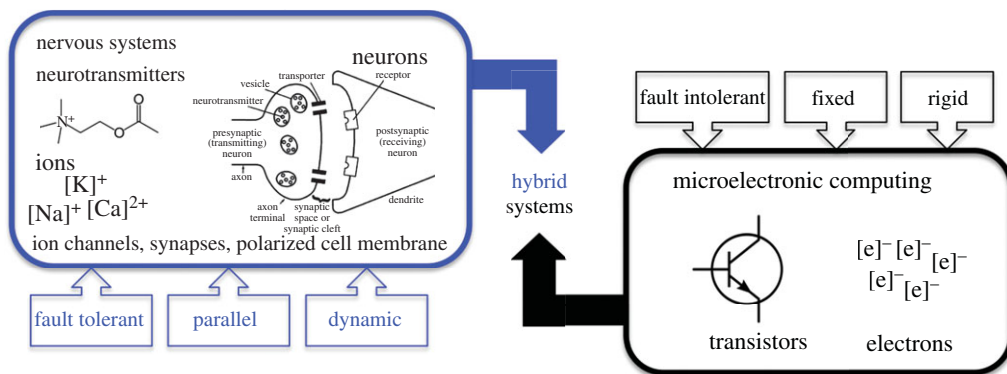 nervous systems
neurotransmitters
N⁺
O
O
ions
[K]⁺
[Na]⁺ [Ca]²⁺
neurons
vesicle
transporter
receptor
neurotransmitter
presynaptic
(transmitting)
neuron
postsynaptic
(receiving)
neuron
axon
axon
terminal
synaptic
space or
synaptic cleft
dendrite
ion channels, synapses, polarized cell membrane
fault tolerant
parallel
dynamic
hybrid
systems
fault intolerant
fixed
rigid
microelectronic computing
[e]⁻ [e]⁻ [e]⁻
[e]⁻ [e]⁻
transistors
electrons